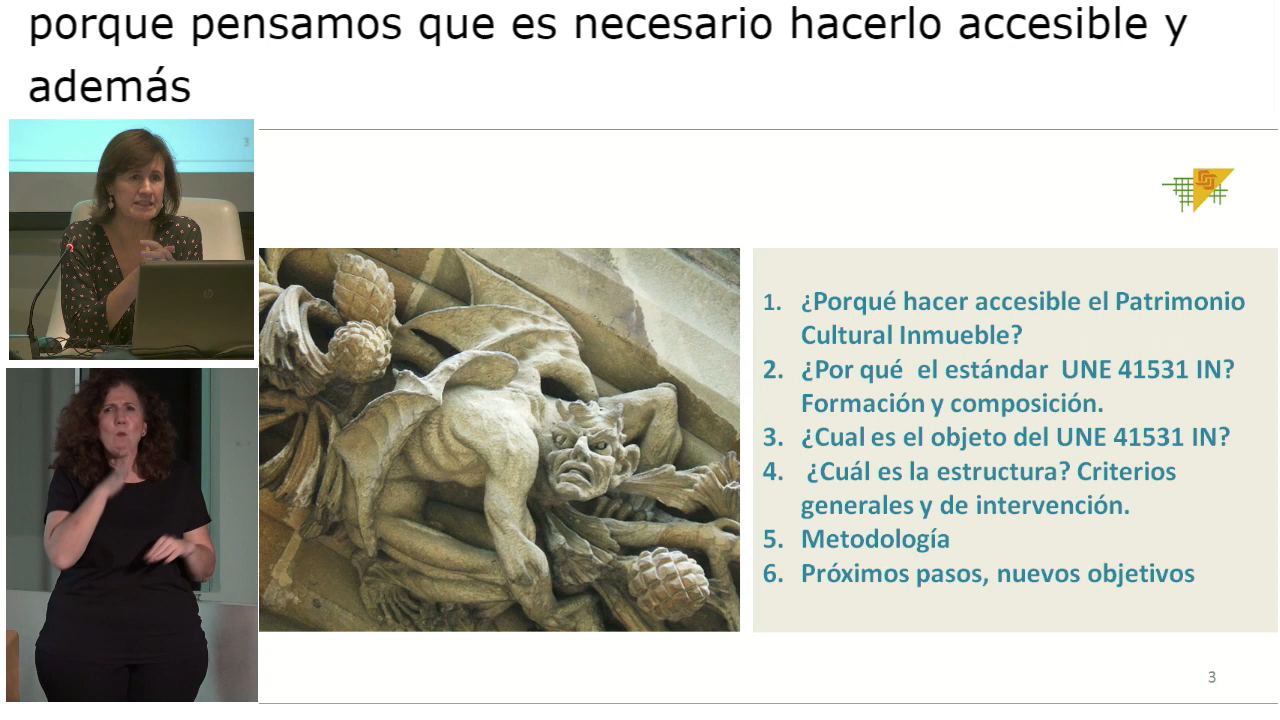 porque pensamos que es necesario hacerlo accesible y
además
1. ¿Porqué hacer accesible el Patrimonio
Cultural Inmueble?
2. ¿Por qué el estándar UNE 41531 IN?
Formación y composición.
3. ¿Cual es el objeto del UNE 41531 IN?
4. ¿Cuál es la estructura? Criterios
generales y de intervención.
5. Metodología
6. Próximos pasos, nuevos objetivos
3